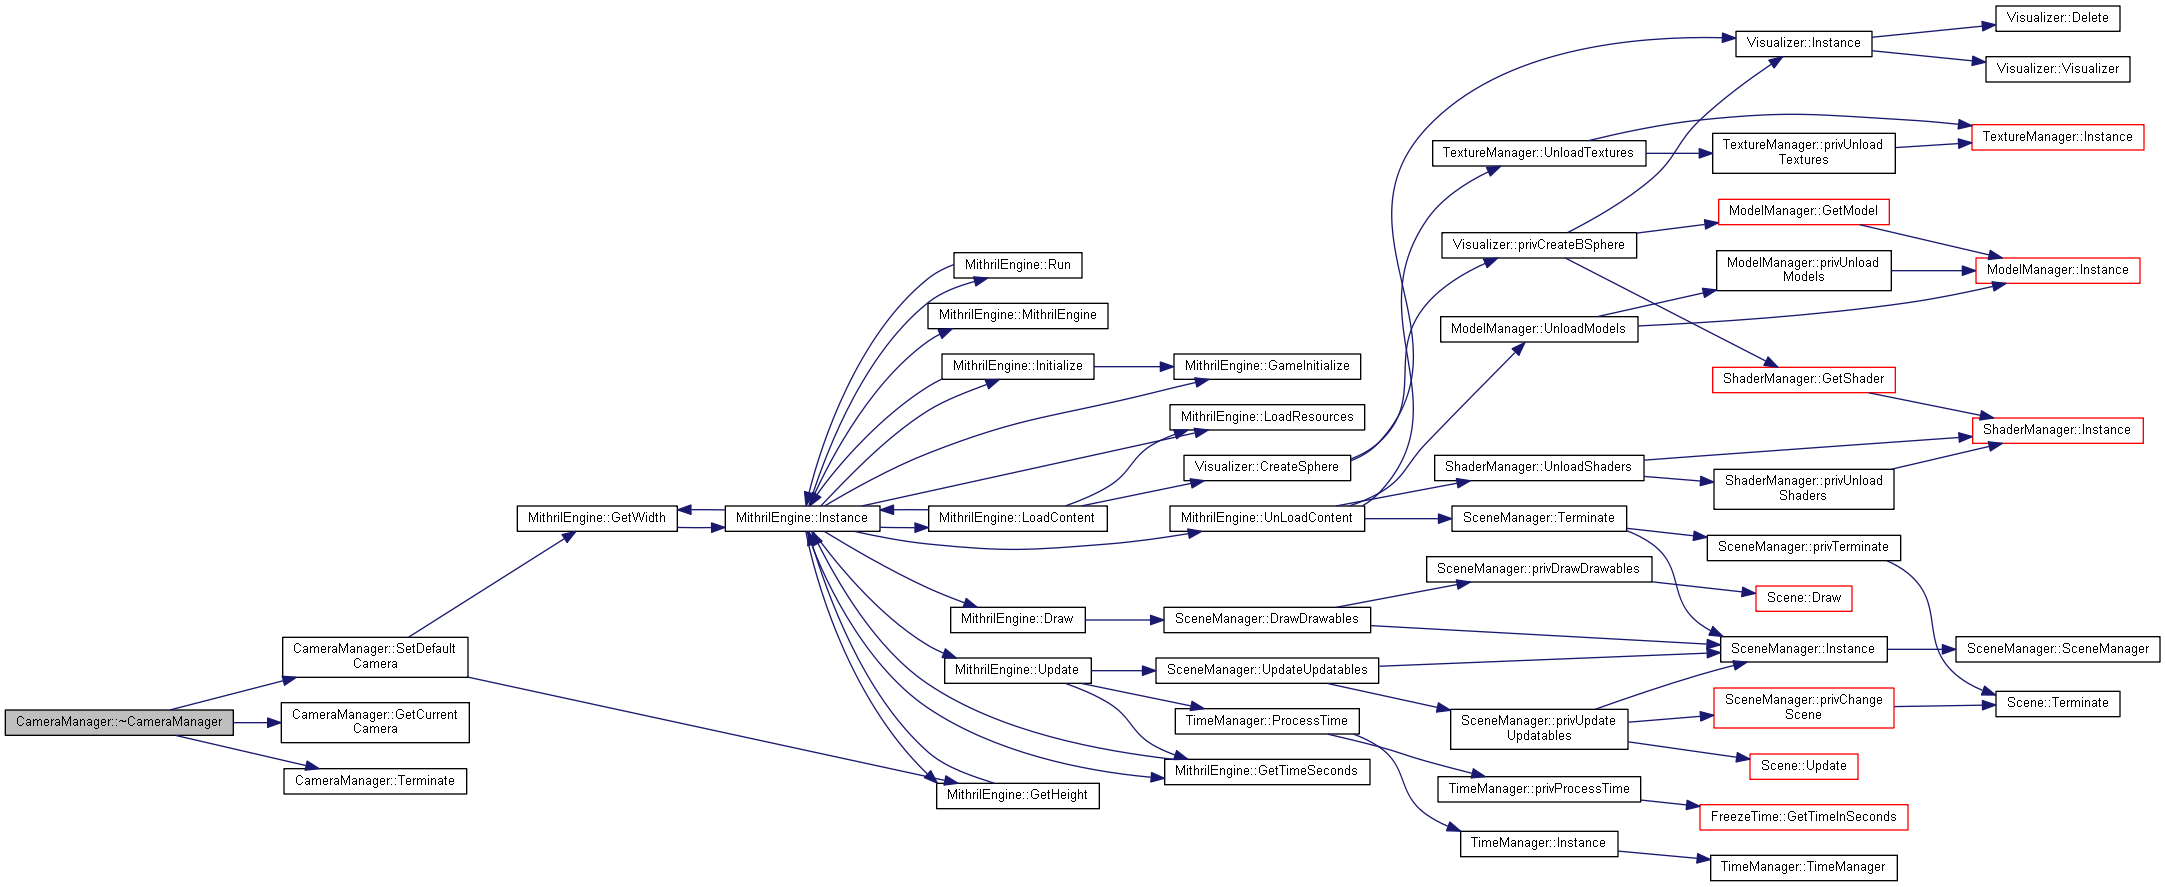 CameraManager::~CameraManager
CameraManager::SetDefault
Camera
CameraManager::GetCurrent
Camera
CameraManager::Terminate
MithrilEngine::GetWidth
MithrilEngine::Instance
MithrilEngine::Run
MithrilEngine::MithrilEngine
MithrilEngine::Initialize
MithrilEngine::LoadContent
MithrilEngine::Draw
MithrilEngine::Update
MithrilEngine::GetHeight
MithrilEngine::GameInitialize
MithrilEngine::LoadResources
Visualizer::CreateSphere
MithrilEngine::UnLoadContent
SceneManager::DrawDrawables
SceneManager::UpdateUpdatables
TimeManager::ProcessTime
MithrilEngine::GetTimeSeconds
TextureManager::UnloadTextures
Visualizer::privCreateBSphere
ModelManager::UnloadModels
ShaderManager::UnloadShaders
SceneManager::Terminate
SceneManager::privDrawDrawables
SceneManager::privUpdate
Updatables
TimeManager::privProcessTime
TimeManager::Instance
Visualizer::Instance
TextureManager::privUnload
Textures
ModelManager::GetModel
ModelManager::privUnload
Models
ShaderManager::GetShader
ShaderManager::privUnload
Shaders
SceneManager::privTerminate
Scene::Draw
SceneManager::Instance
SceneManager::privChange
Scene
Scene::Update
FreezeTime::GetTimeInSeconds
TimeManager::TimeManager
Visualizer::Delete
Visualizer::Visualizer
TextureManager::Instance
ModelManager::Instance
ShaderManager::Instance
SceneManager::SceneManager
Scene::Terminate